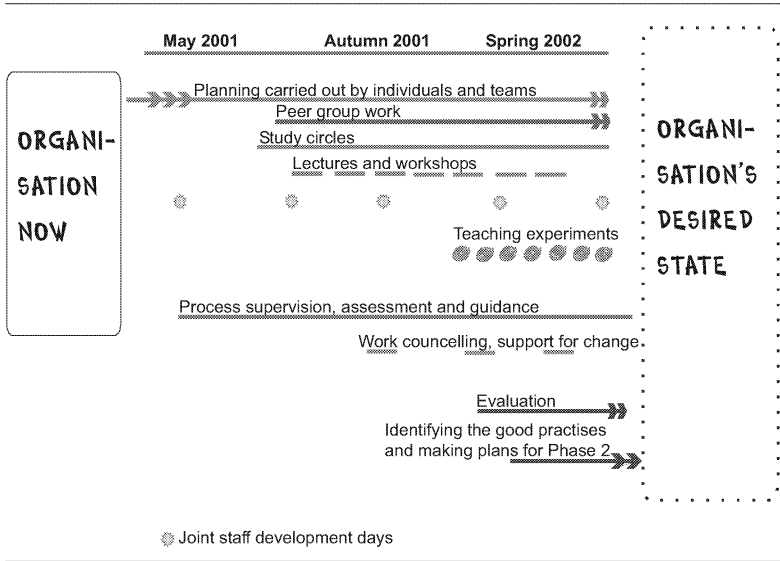 May 2001 Autumn 2001 Spring 2002
ORGANI-
SATION
NOW
Planning carried out by individuals and teams
Peer group work
Study circles
Lectures and workshops
Teaching experiments
Process supervision, assessment and guidance
Work councelling, support for change
Evaluation
Identifying the good practises
and making plans for Phase 2
ORGANI-
SATION'S
DESIRED
STATE
Joint staff development days